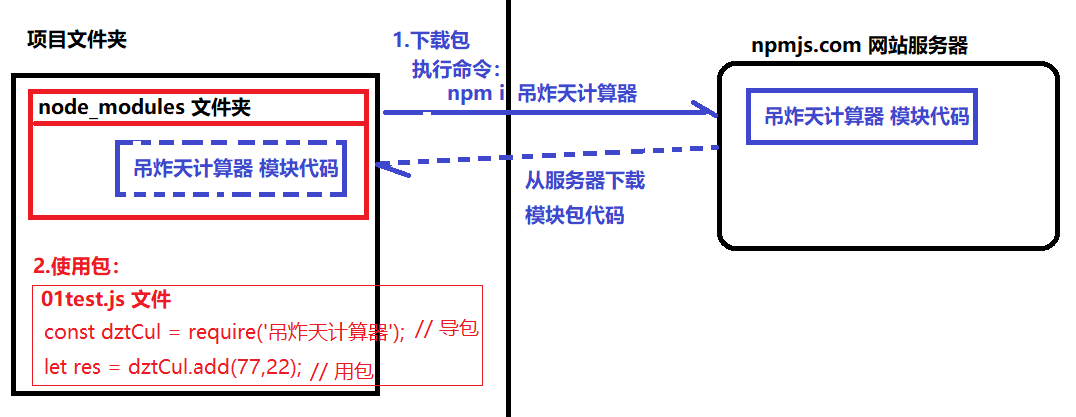 项目文件夹
node_modules 文件夹
吊炸天计算器 模块代码
2.使用包：
01test.js 文件
const dztCul = require('吊炸天计算器'); // 导包
let res = dztCul.add(77,22); // 用包
1.下载包
执行命令：
npm i 吊炸天计算器
从服务器下载
模块包代码
npmjs.com 网站服务器
吊炸天计算器 模块代码